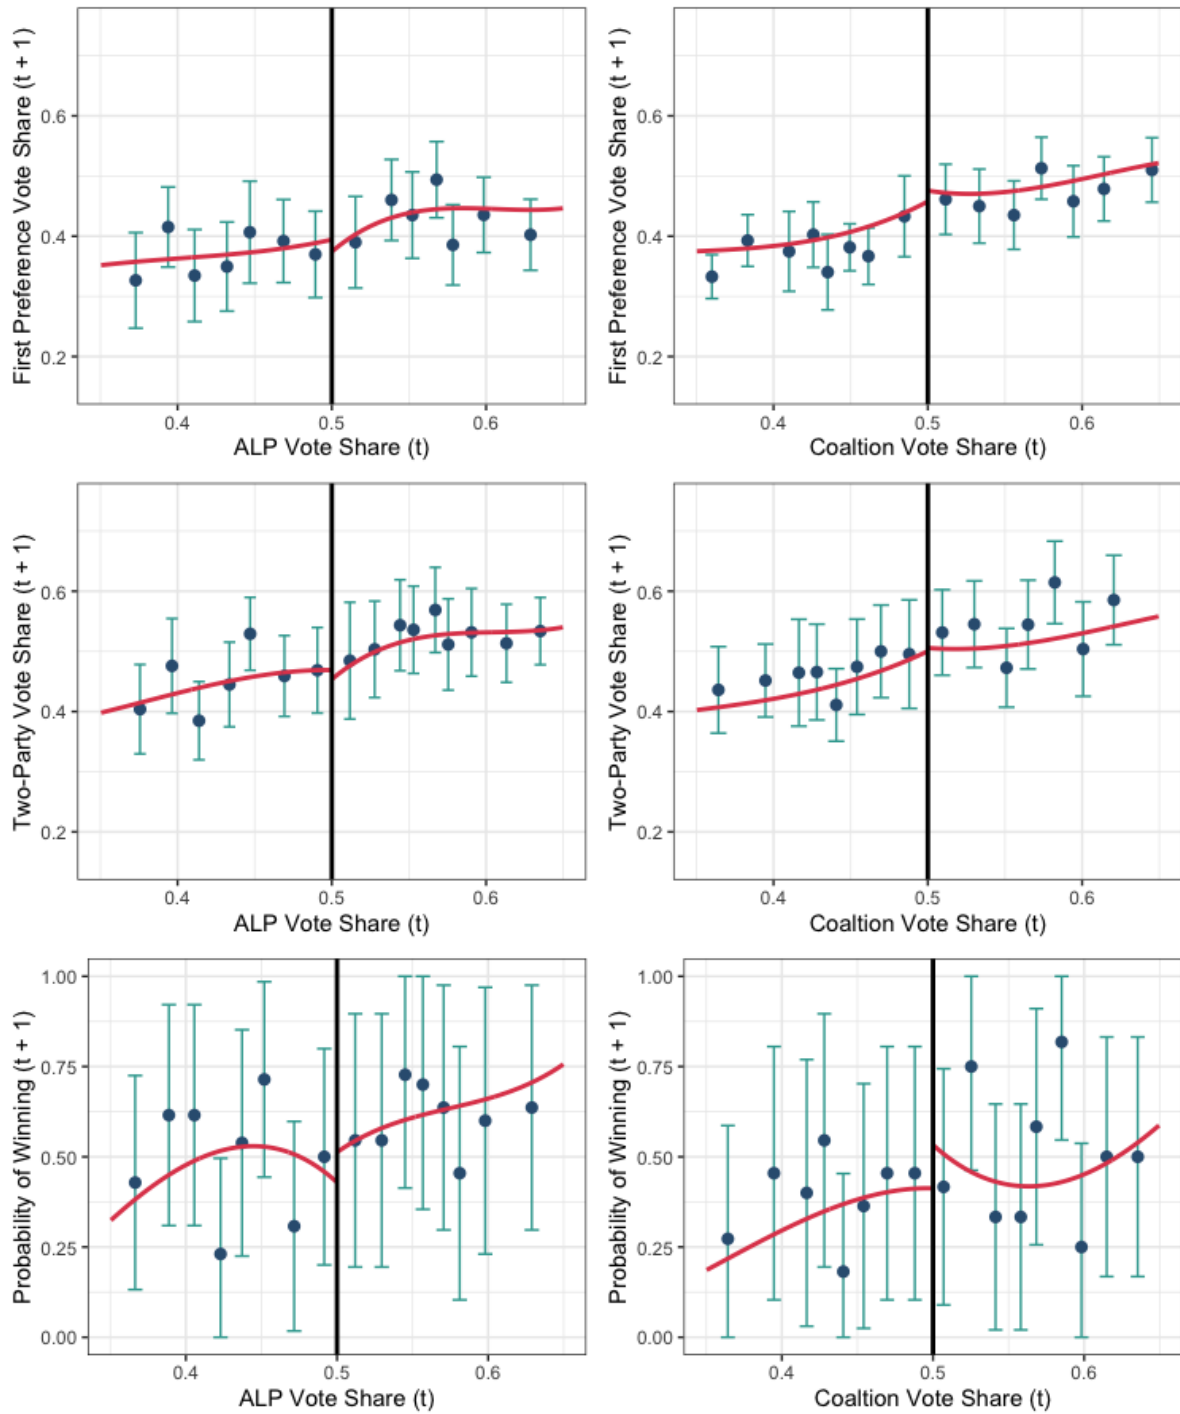 First Preference Vote Share (t + 1)
0.6
0.4
0.2
0.4 0.5 0.6
ALP Vote Share (t)
First Preference Vote Share (t + 1)
0.6
0.4
0.2
0.4 0.5 0.6
Coaltion Vote Share (t)
Two-Party Vote Share (t + 1)
0.6
0.4
0.2
0.4 0.5 0.6
ALP Vote Share (t)
Two-Party Vote Share (t + 1)
0.6
0.4
0.2
0.4 0.5 0.6
Coaltion Vote Share (t)
Probability of Winning (t + 1)
1.00
0.75
0.50
0.25
0.00
0.4 0.5 0.6
ALP Vote Share (t)
Probability of Winning (t + 1)
1.00
0.75
0.50
0.25
0.00
0.4 0.5 0.6
Coaltion Vote Share (t)